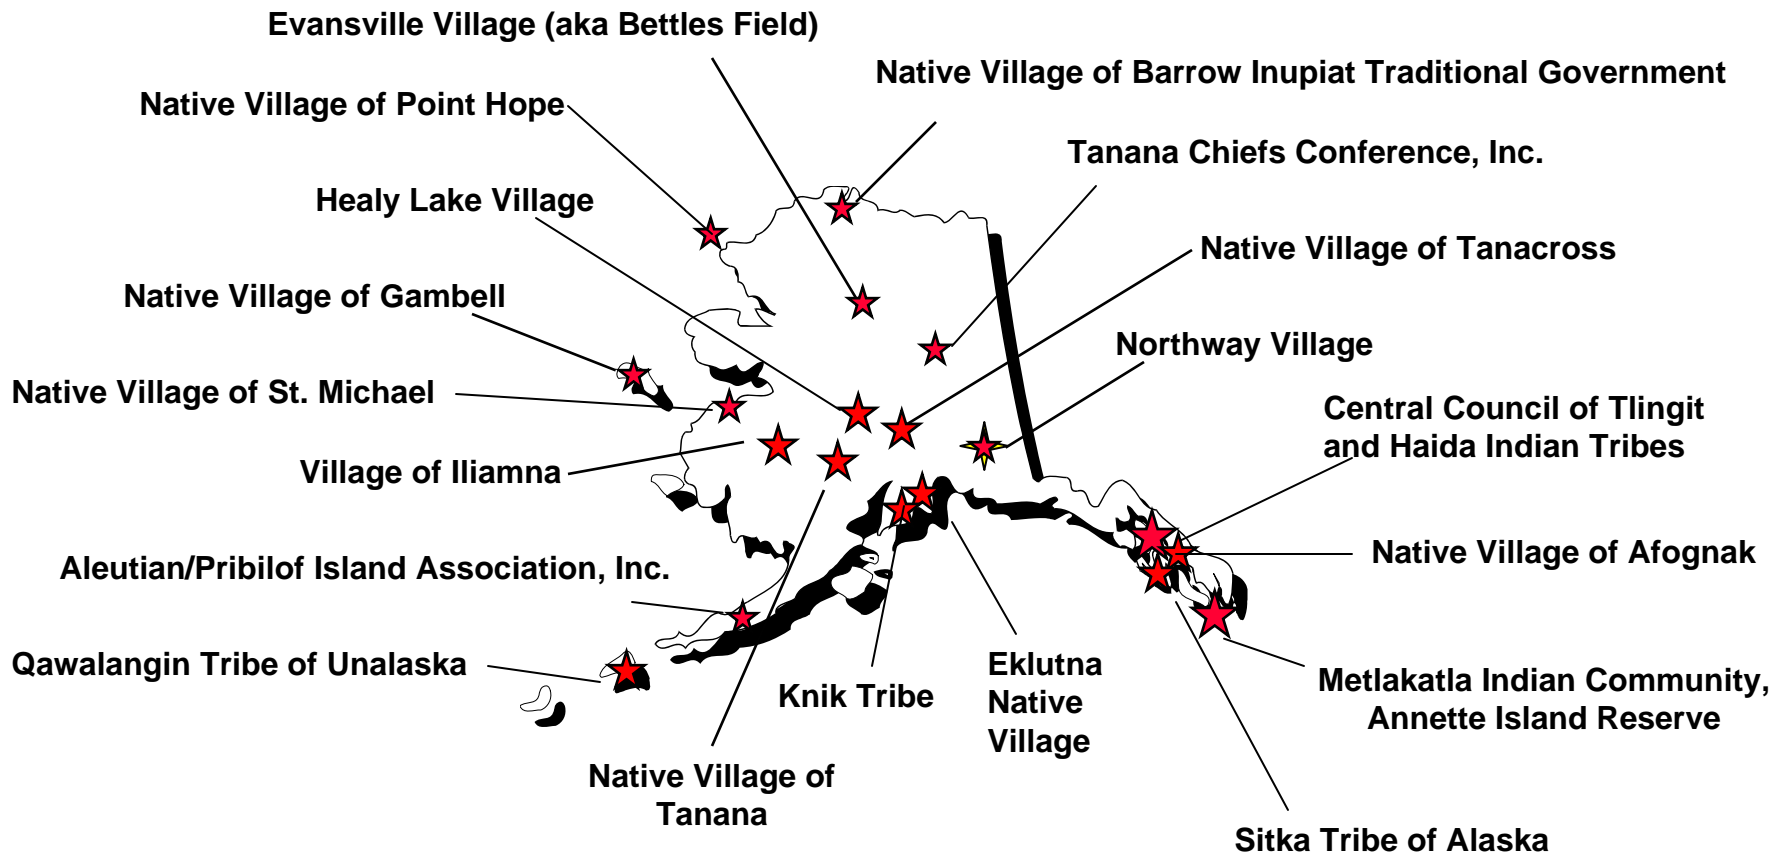 Evansville Village (aka Bettles Field)
Native Village of Barrow Inupiat Traditional Government
Native Village of Point Hope
Tanana Chiefs Conference, Inc.
Healy Lake Village
Native Village of Tanacross
Native Village of Gambell
Northway Village
Native Village of St. Michael
Central Council of Tlingit
and Haida Indian Tribes
Village of Iliamna
Native Village of Afognak
Aleutian/Pribilof Island Association, Inc.
Qawalangin Tribe of Unalaska
Knik Tribe
Eklutna
Native
Village
Metlakatla Indian Community,
Annette Island Reserve
Native Village of
Tanana
Sitka Tribe of Alaska